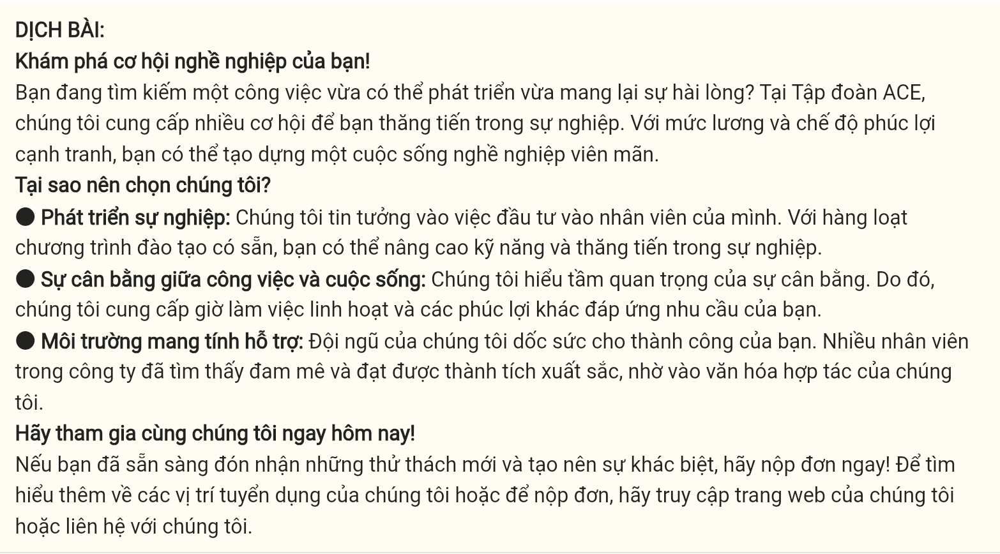 DỊCH BÀI:
Khám phá cơ hội nghề nghiệp của bạn!
Bạn đang tìm kiếm một công việc vừa có thể phát triển vừa mang lại sự hài lòng? Tại Tập đoàn ACE,
chúng tôi cung cấp nhiều cơ hội để bạn thăng tiến trong sự nghiệp. Với mức lương và chế độ phúc lợi
cạnh tranh, bạn có thể tạo dựng một cuộc sống nghề nghiệp viên mãn.
Tại sao nên chọn chúng tôi?
● Phát triển sự nghiệp: Chúng tôi tin tưởng vào việc đầu tư vào nhân viên của mình. Với hàng loạt
chương trình đào tạo có sẵn, bạn có thể nâng cao kỹ năng và thăng tiến trong sự nghiệp.
● Sự cân bằng giữa công việc và cuộc sống: Chúng tôi hiểu tầm quan trọng của sự cân bằng. Do đó,
chúng tôi cung cấp giờ làm việc linh hoạt và các phúc lợi khác đáp ứng nhu cầu của bạn.
● Môi trường mang tính hỗ trợ: Đội ngũ của chúng tôi dốc sức cho thành công của bạn. Nhiều nhân viên
trong công ty đã tìm thấy đam mê và đạt được thành tích xuất sắc, nhờ vào văn hóa hợp tác của chúng
tôi.
Hãy tham gia cùng chúng tôi ngay hôm nay!
Nếu bạn đã sẵn sàng đón nhận những thử thách mới và tạo nên sự khác biệt, hãy nộp đơn ngay! Để tìm
hiểu thêm về các vị trí tuyển dụng của chúng tôi hoặc để nộp đơn, hãy truy cập trang web của chúng tôi
hoặc liên hệ với chúng tôi.